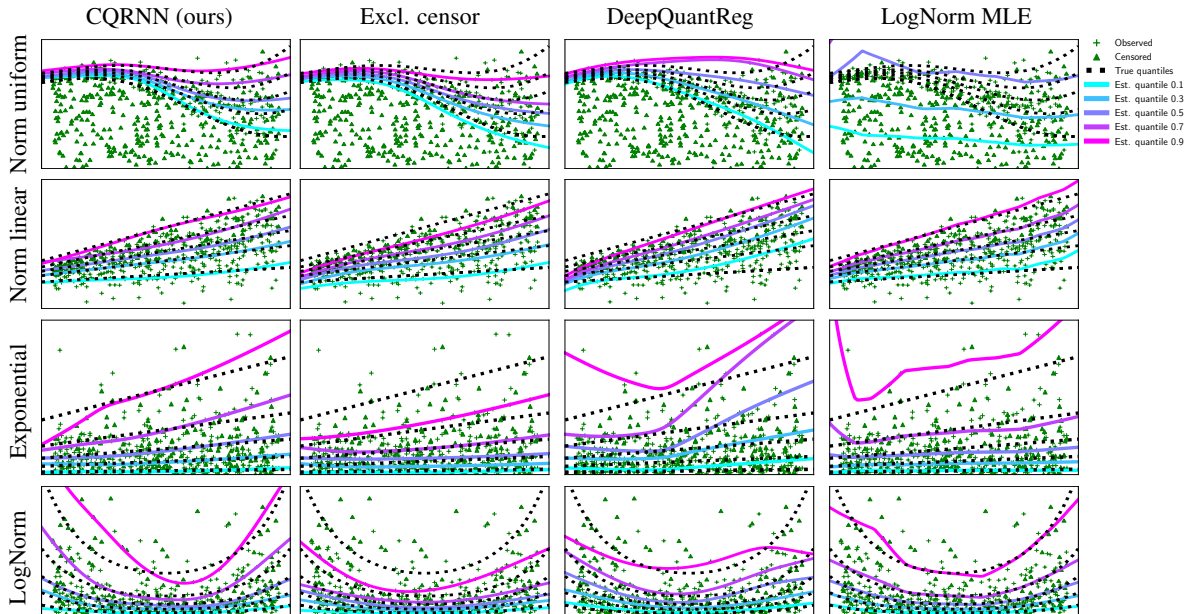 CQRNN (ours)
Excl. censor
DeepQuantReg
LogNorm MLE
Norm uniform
Observed
Censored
True quantiles
Est. quantile 0.1
Est. quantile 0.3
Est. quantile 0.5
Est. quantile 0.7
Est. quantile 0.9
Norm linear
Exponential
LogNorm